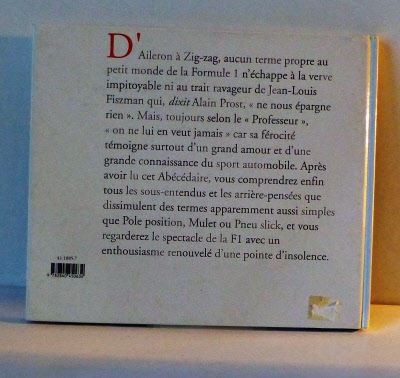 D'
Aileron à Zig-zag, aucun terme propre au
petit monde de la Formule 1 n'échappe à la verve
impitoyable ni au trait ravageur de Jean-Louis
Fiszman qui, dixit Alain Prost, « ne nous épargne
rien ». Mais, toujours selon le « Professeur »,
« on ne lui en veut jamais » car sa férocité
témoigne surtout d'un grand amour et d'une
grande connaissance du sport automobile. Après
avoir lu cet Abécédaire, vous comprendrez enfin
tous les sous-entendus et les arrière-pensées que
dissimulent des termes apparemment aussi simples
que Pole position, Mulet ou Pneu slick, et vous
regarderez le spectacle de la F1 avec un
enthousiasme renouvelé d'une pointe d'insolence.